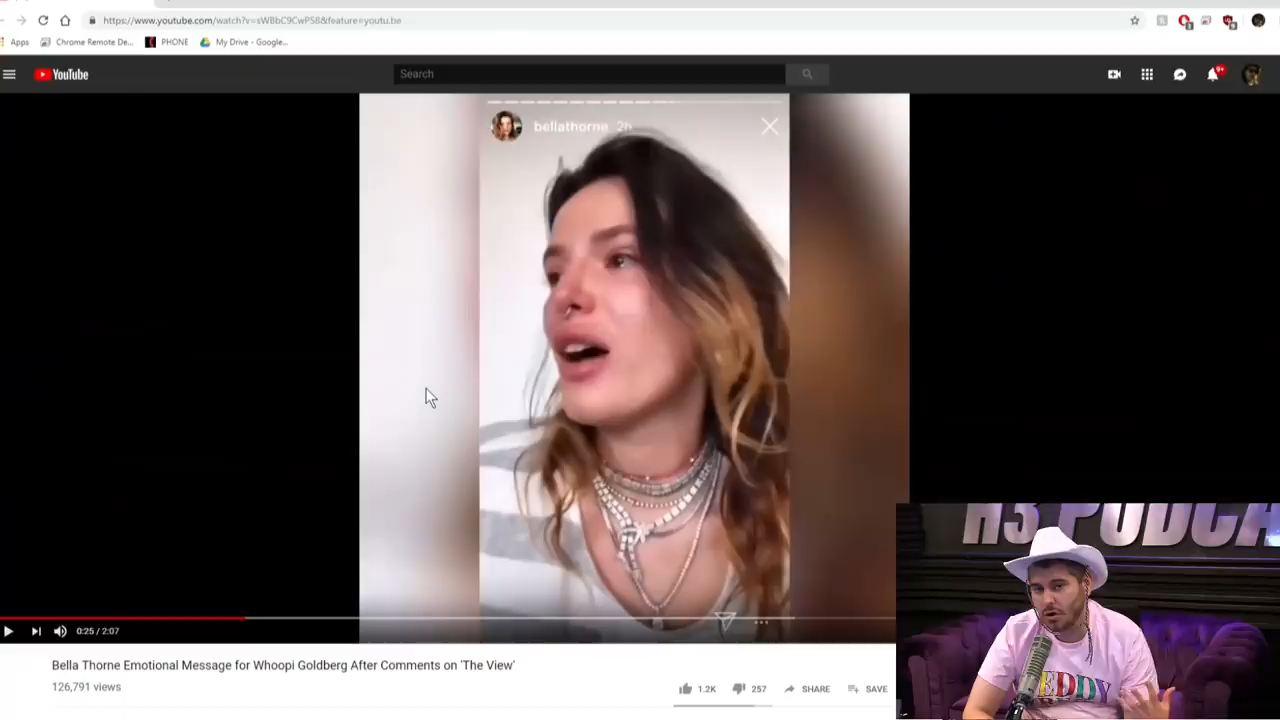 https://www.youtube.com/watch?v=sWBbC9CwPS8&feature=youtu.be
Apps Chrome Remote De... PHONE My Drive - Google...
YouTube Search 9+
bellathorne 2h
H3 PODCA
EDDY
0:25 / 2:07
Bella Thorne Emotional Message for Whoopi Goldberg After Comments on 'The View'
126,791 views
1.2K 257 SHARE SAVE